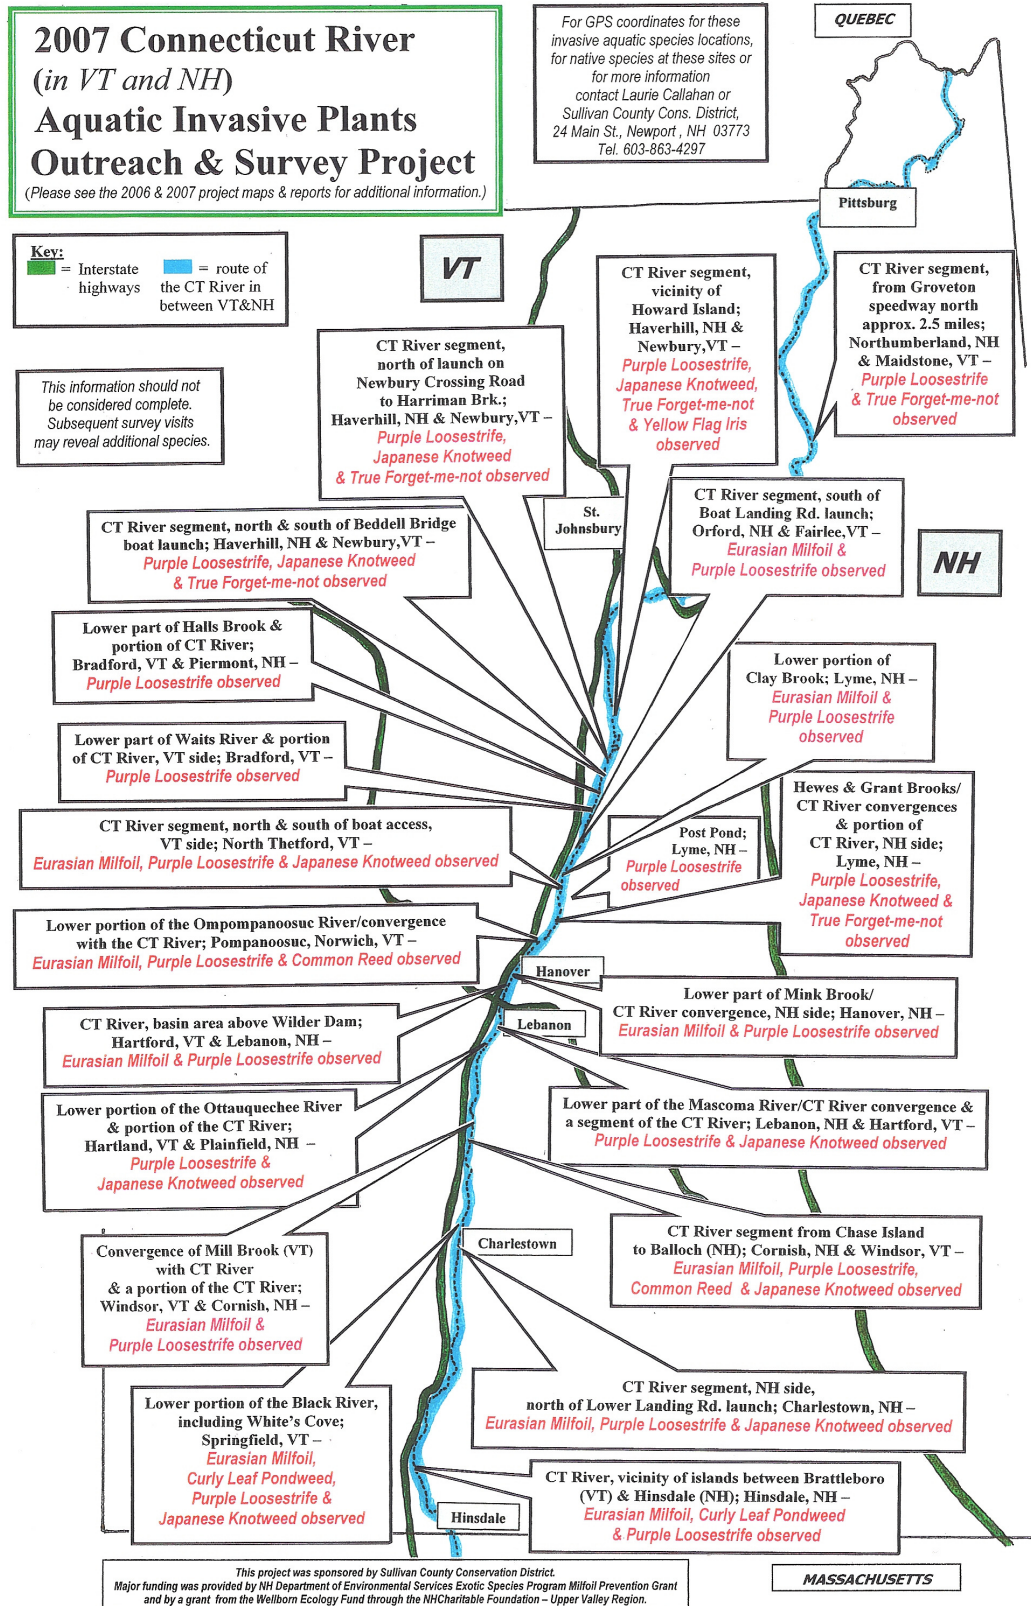 2007 Connecticut River
(in VT and NH)
Aquatic Invasive Plants
Outreach & Survey Project
(Please see the 2006 & 2007 project maps & reports for additional information.)
For GPS coordinates for these
invasive aquatic species locations,
for native species at these sites or
for more information
contact Laurie Callahan or
Sullivan County Cons. District,
24 Main St., Newport , NH 03773
Tel. 603-863-4297
QUEBEC
Pittsburg
Key:
= Interstate
highways
= route of
the CT River in
between VT&NH
VT
This information should not
be considered complete.
Subsequent survey visits
may reveal additional species.
CT River segment,
north of launch on
Newbury Crossing Road
to Harriman Brk.;
Haverhill, NH & Newbury,VT –
Purple Loosestrife,
Japanese Knotweed
& True Forget-me-not observed
CT River segment,
vicinity of
Howard Island;
Haverhill, NH &
Newbury,VT –
Purple Loosestrife,
Japanese Knotweed,
True Forget-me-not
& Yellow Flag Iris
observed
CT River segment,
from Groveton
speedway north
approx. 2.5 miles;
Northumberland, NH
& Maidstone, VT –
Purple Loosestrife
& True Forget-me-not
observed
St.
Johnsbury
CT River segment, south of
Boat Landing Rd. launch;
Orford, NH & Fairlee,VT –
Eurasian Milfoil &
Purple Loosestrife observed
NH
CT River segment, north & south of Beddell Bridge
boat launch; Haverhill, NH & Newbury,VT –
Purple Loosestrife, Japanese Knotweed
& True Forget-me-not observed
Lower part of Halls Brook &
portion of CT River;
Bradford, VT & Piermont, NH –
Purple Loosestrife observed
Lower portion of
Clay Brook; Lyme, NH –
Eurasian Milfoil &
Purple Loosestrife
observed
Lower part of Waits River & portion
of CT River, VT side; Bradford, VT –
Purple Loosestrife observed
Hewes & Grant Brooks/
CT River convergences
& portion of
CT River, NH side;
Lyme, NH –
Purple Loosestrife,
Japanese Knotweed &
True Forget-me-not
observed
CT River segment, north & south of boat access,
VT side; North Thetford, VT –
Eurasian Milfoil, Purple Loosestrife & Japanese Knotweed observed
Post Pond;
Lyme, NH –
Purple Loosestrife
observed
Lower portion of the Ompompanoosuc River/convergence
with the CT River; Pompanoosuc, Norwich, VT –
Eurasian Milfoil, Purple Loosestrife & Common Reed observed
Hanover
Lower part of Mink Brook/
CT River convergence, NH side; Hanover, NH –
Eurasian Milfoil & Purple Loosestrife observed
CT River, basin area above Wilder Dam;
Hartford, VT & Lebanon, NH –
Eurasian Milfoil & Purple Loosestrife observed
Lebanon
Lower portion of the Ottauquechee River
& portion of the CT River;
Hartland, VT & Plainfield, NH –
Purple Loosestrife &
Japanese Knotweed observed
Lower part of the Mascoma River/CT River convergence &
a segment of the CT River; Lebanon, NH & Hartford, VT –
Purple Loosestrife & Japanese Knotweed observed
CT River segment from Chase Island
to Balloch (NH); Cornish, NH & Windsor, VT –
Eurasian Milfoil, Purple Loosestrife,
Common Reed & Japanese Knotweed observed
Charlestown
Convergence of Mill Brook (VT)
with CT River
& a portion of the CT River;
Windsor, VT & Cornish, NH –
Eurasian Milfoil &
Purple Loosestrife observed
CT River segment, NH side,
north of Lower Landing Rd. launch; Charlestown, NH –
Eurasian Milfoil, Purple Loosestrife & Japanese Knotweed observed
Lower portion of the Black River,
including White's Cove;
Springfield, VT –
Eurasian Milfoil,
Curly Leaf Pondweed,
Purple Loosestrife &
Japanese Knotweed observed
CT River, vicinity of islands between Brattleboro
(VT) & Hinsdale (NH); Hinsdale, NH –
Eurasian Milfoil, Curly Leaf Pondweed
& Purple Loosestrife observed
Hinsdale
This project was sponsored by Sullivan County Conservation District.
Major funding was provided by NH Department of Environmental Services Exotic Species Program Milfoil Prevention Grant
and by a grant from the Wellborn Ecology Fund through the NHCharitable Foundation – Upper Valley Region.
MASSACHUSETTS